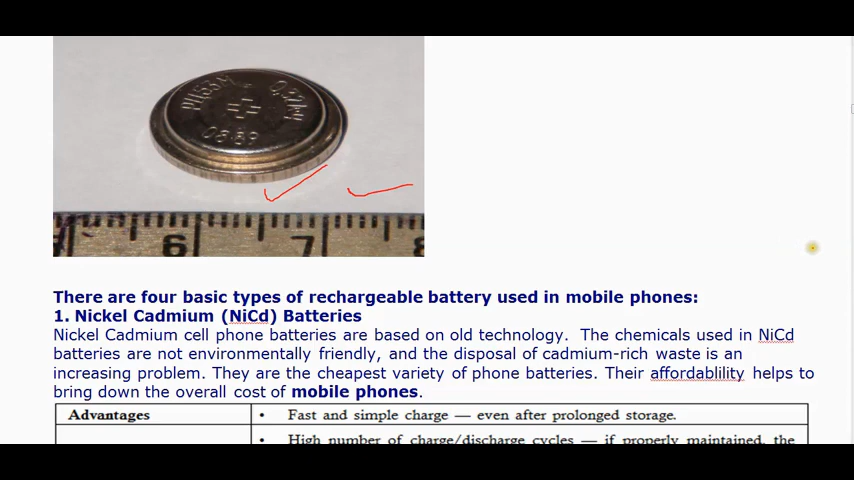 0889
6
7
8
There are four basic types of rechargeable battery used in mobile phones:
1. Nickel Cadmium (NiCd) Batteries
Nickel Cadmium cell phone batteries are based on old technology. The chemicals used in NiCd
batteries are not environmentally friendly, and the disposal of cadmium-rich waste is an
increasing problem. They are the cheapest variety of phone batteries. Their affordablility helps to
bring down the overall cost of mobile phones.
Advantages • Fast and simple charge — even after prolonged storage.
• High number of charge/discharge cycles — if properly maintained, the